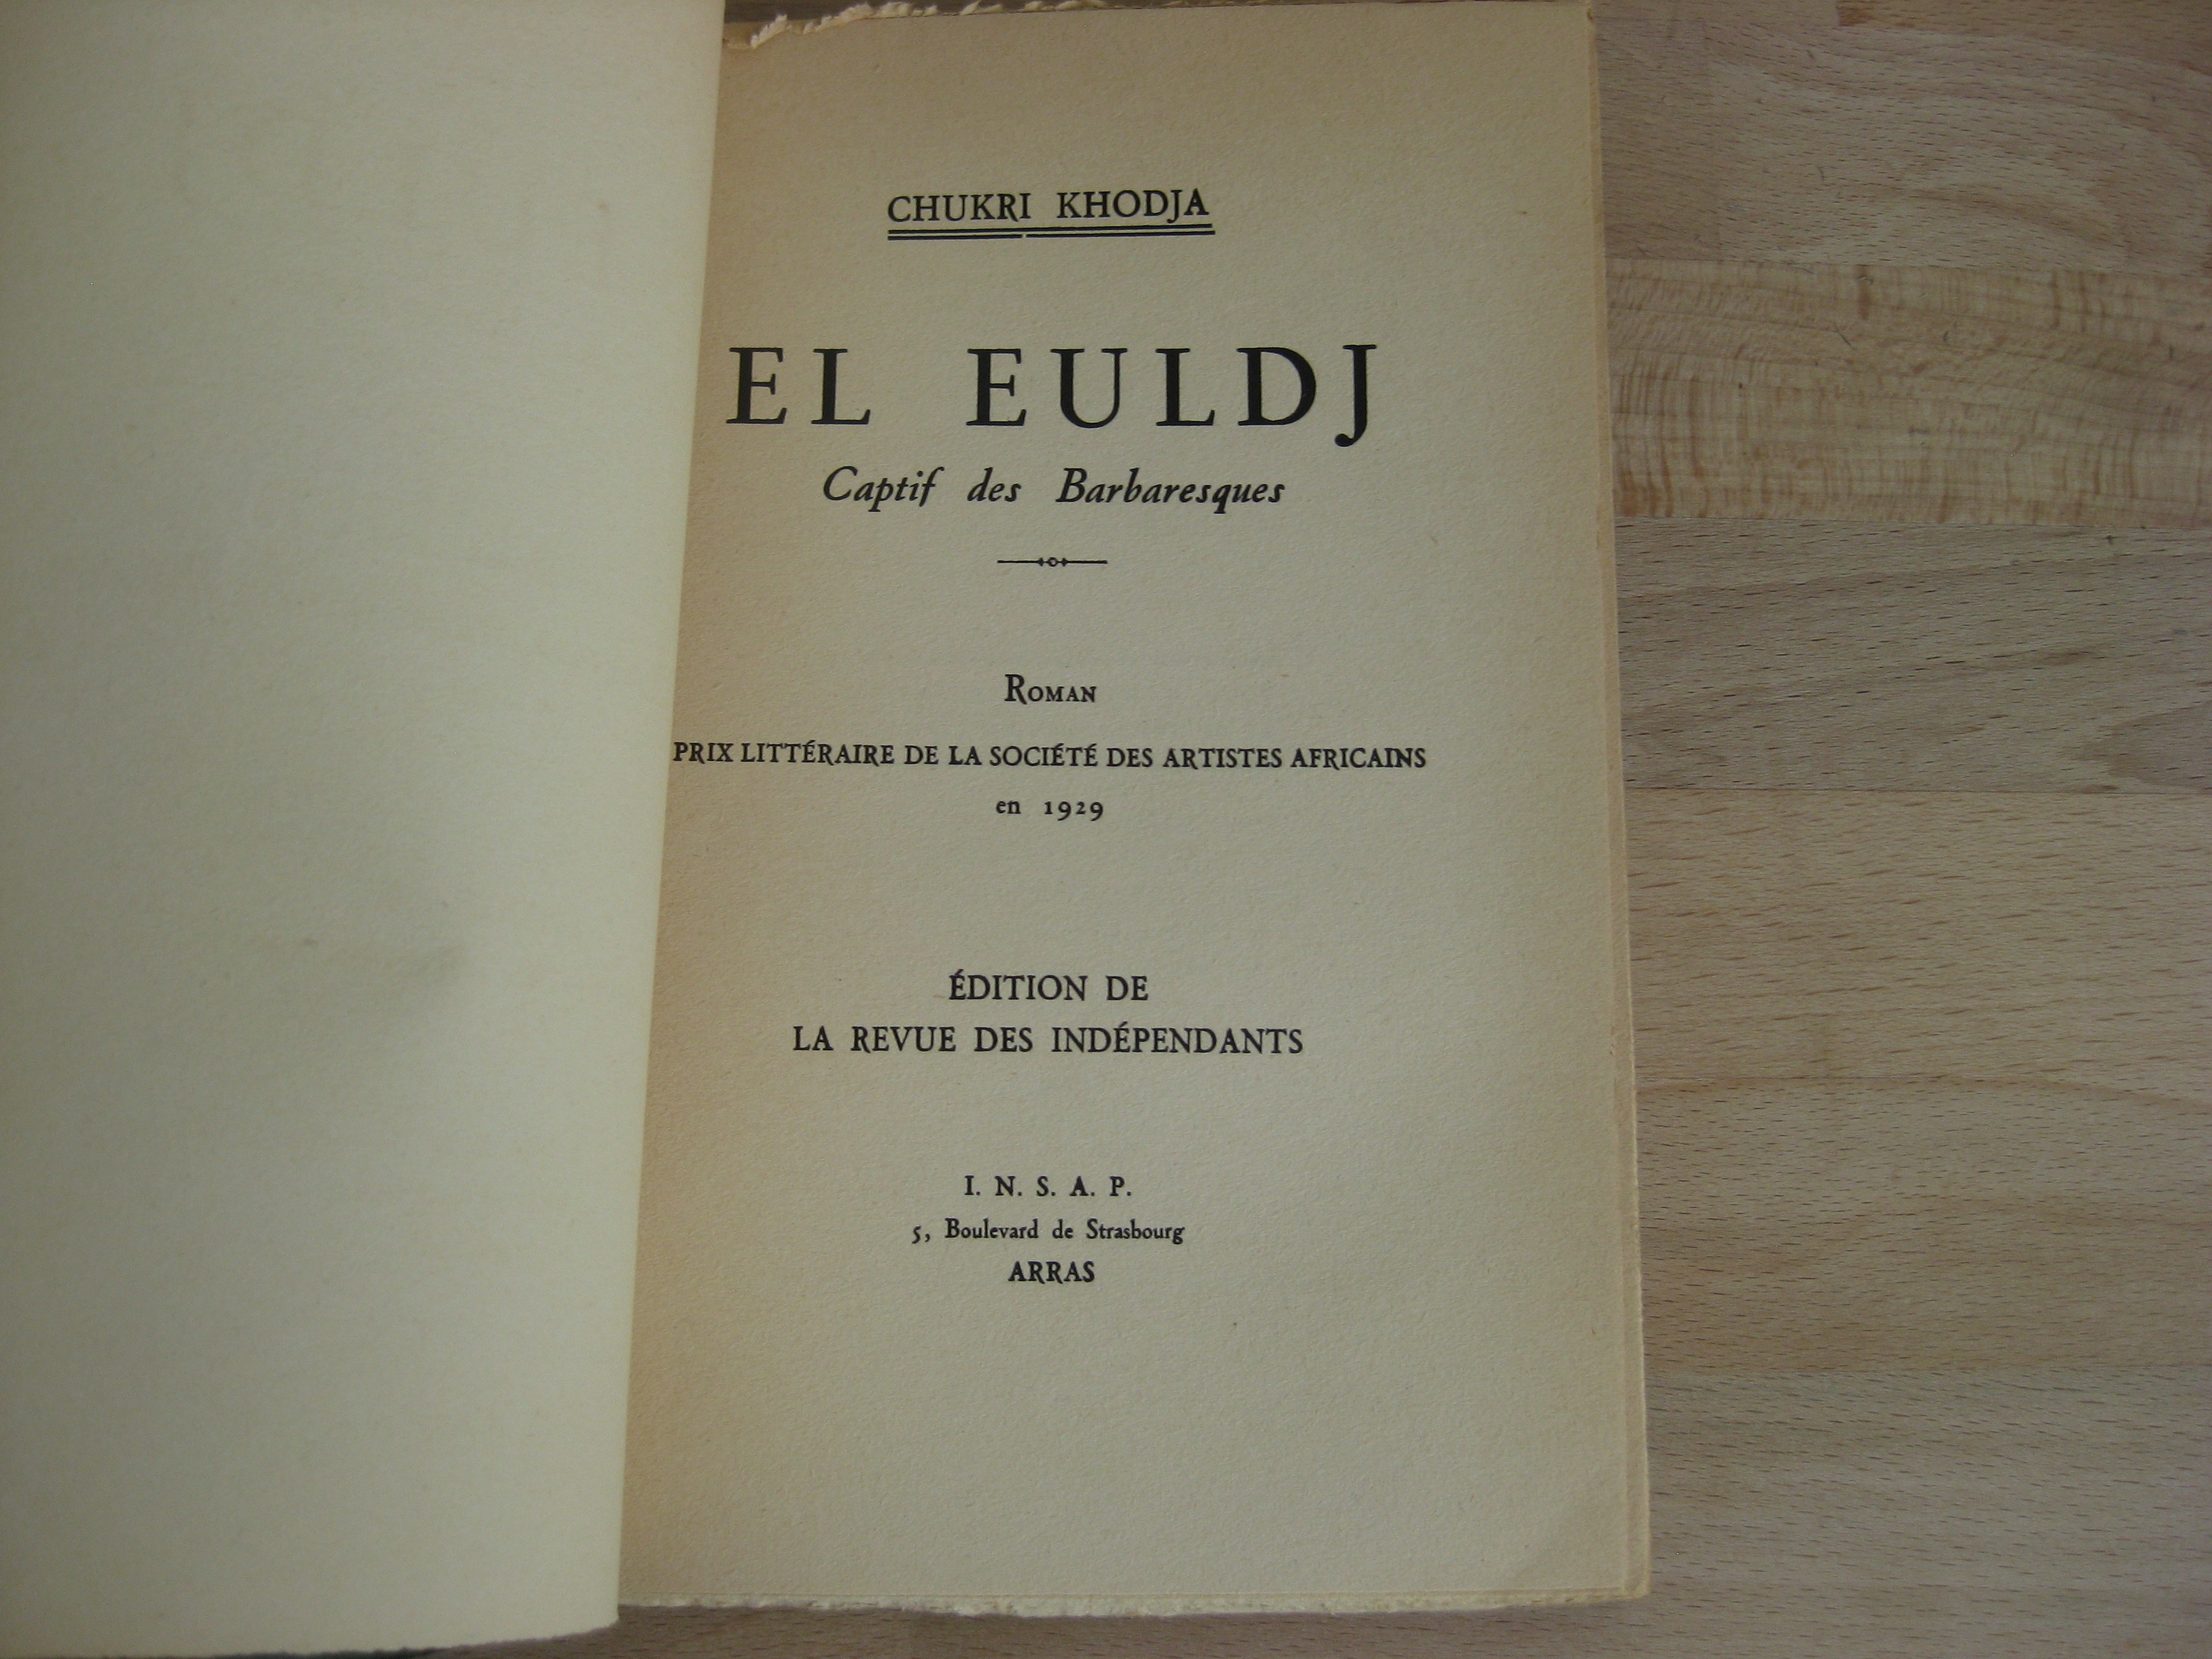 CHUKRI KHODJA
EL EULDJ
Captif des Barbaresques
ROMAN
PRIX LITTÉRAIRE DE LA SOCIÉTÉ DES ARTISTES AFRICAINS
en 1929
ÉDITION DE
LA REVUE DES INDÉPENDANTS
I. N. S. A. P.
5, Boulevard de Strasbourg
ARRAS